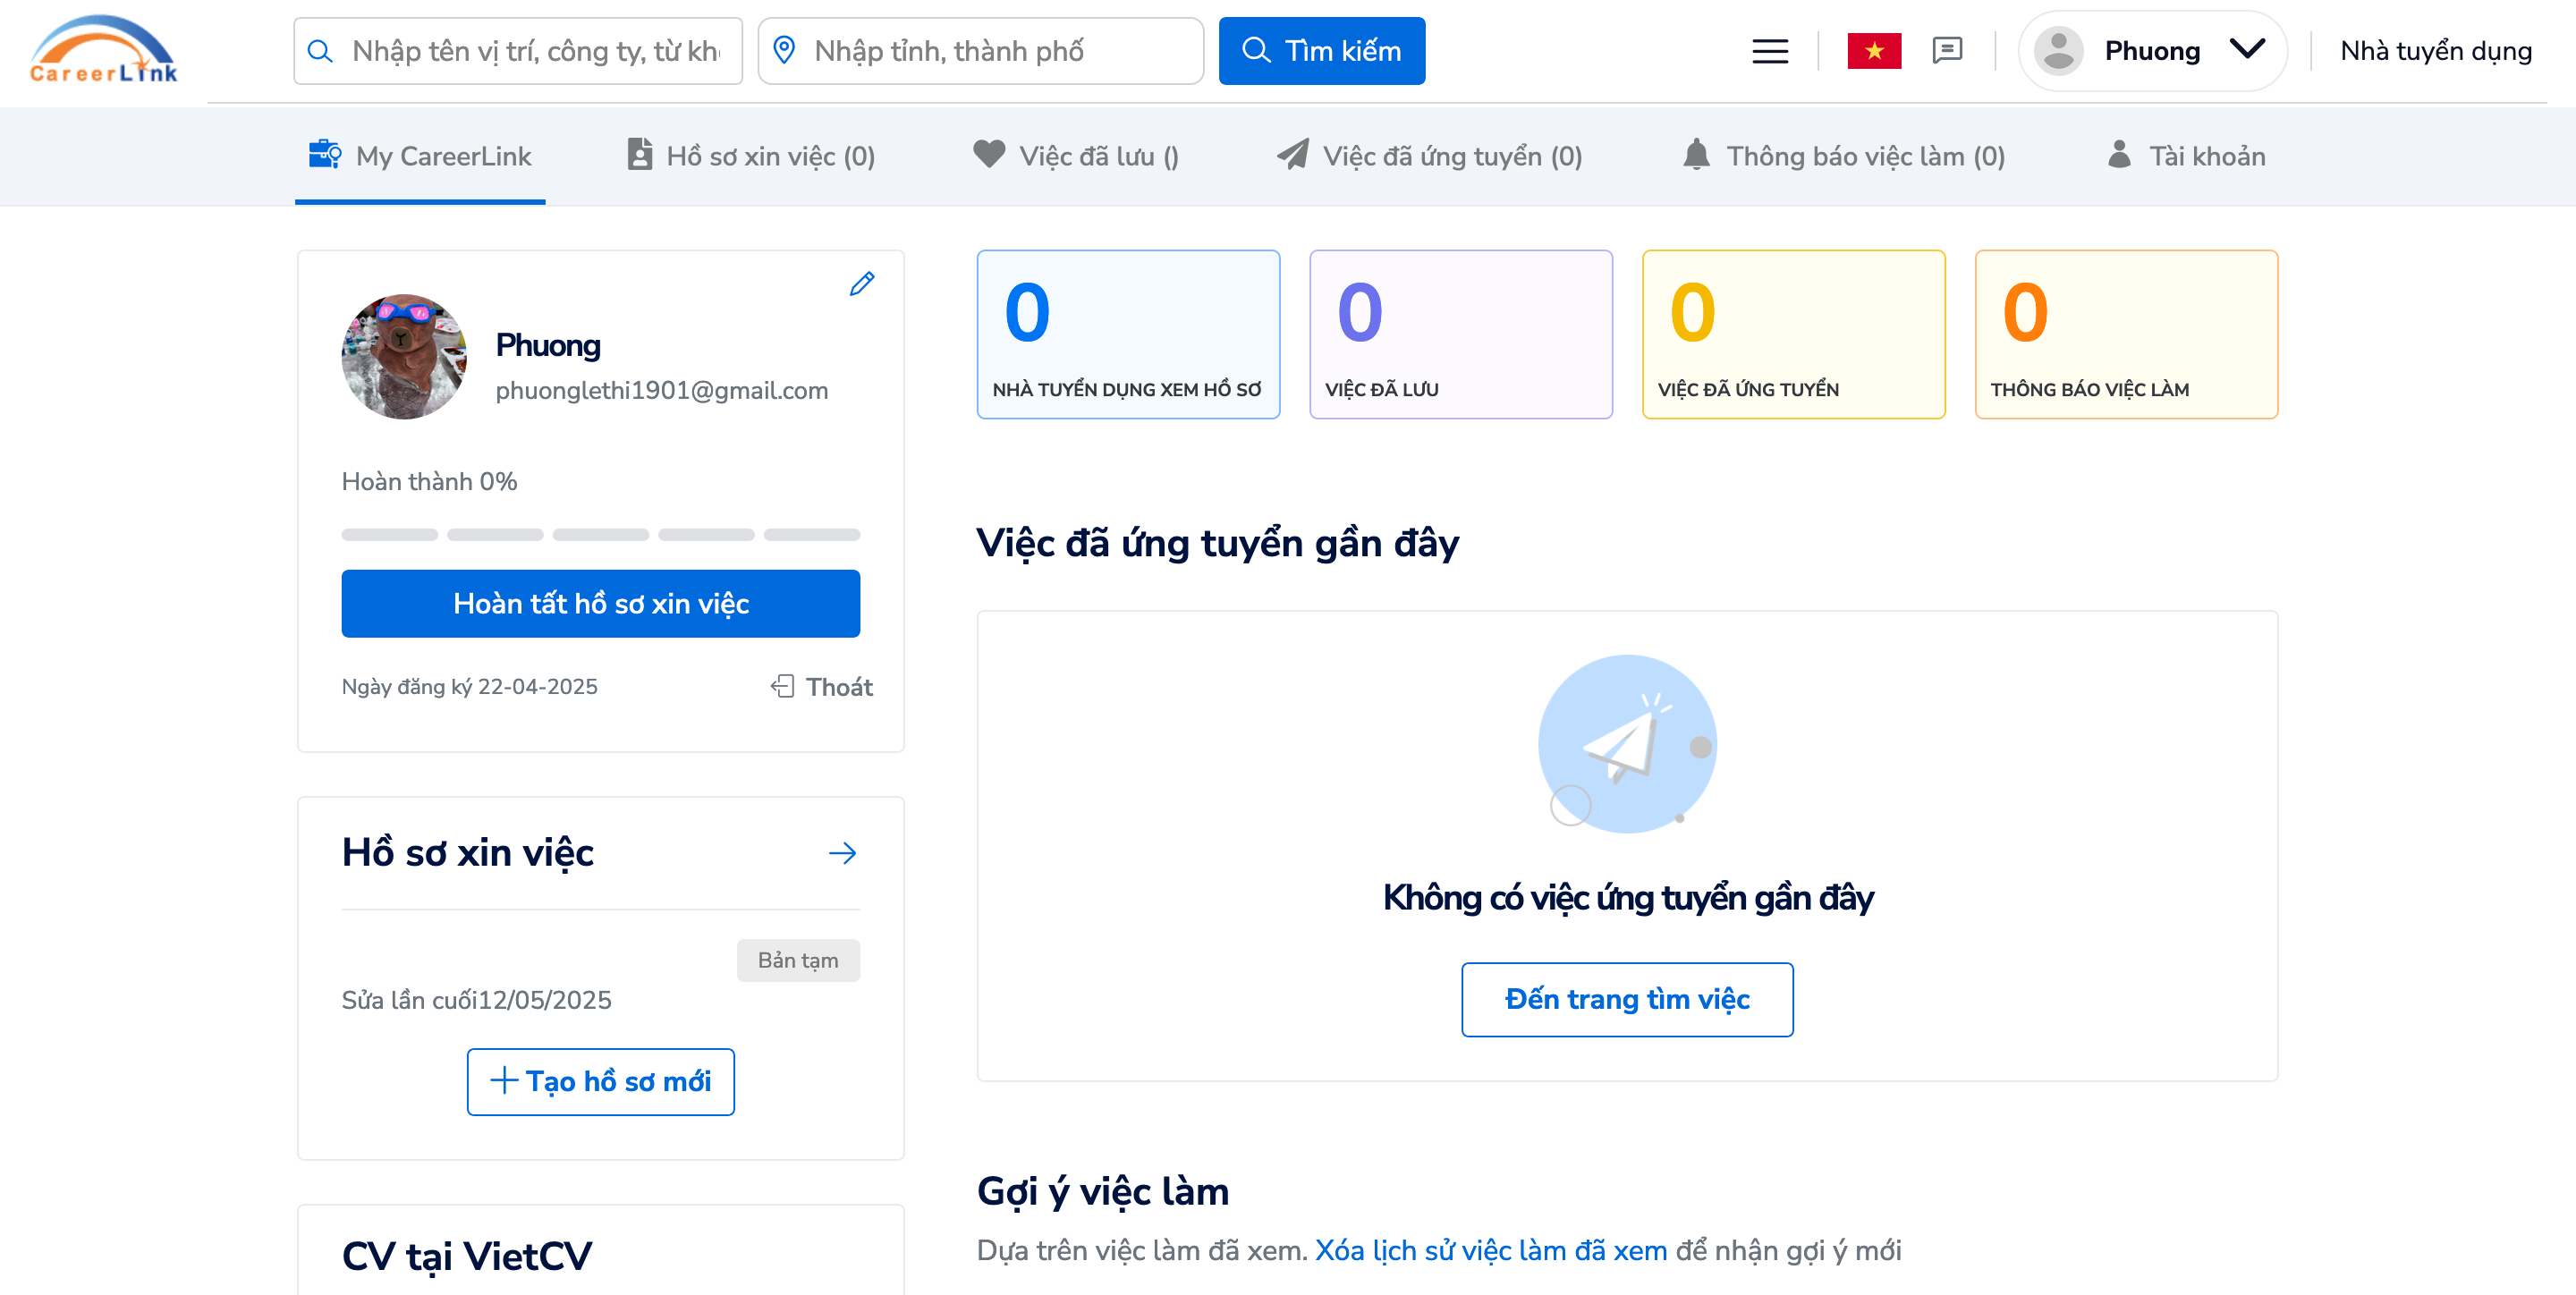 CareerLink
Nhập tên vị trí, công ty, từ kh
Nhập tỉnh, thành phố
Tìm kiếm
Phuong
Nhà tuyển dụng
My CareerLink
Hồ sơ xin việc (0)
Việc đã lưu ()
Việc đã ứng tuyển (0)
Thông báo việc làm (0)
Tài khoản
Phuong
phuonglethi1901@gmail.com
Hoàn thành 0%
Hoàn tất hồ sơ xin việc
Ngày đăng ký 22-04-2025
Thoát
Hồ sơ xin việc
Bản tạm
Sửa lần cuối12/05/2025
Tạo hồ sơ mới
CV tại VietCV
0
NHÀ TUYỂN DỤNG XEM HỒ SƠ
0
VIỆC ĐÃ LƯU
0
VIỆC ĐÃ ỨNG TUYỂN
0
THÔNG BÁO VIỆC LÀM
Việc đã ứng tuyển gần đây
Không có việc ứng tuyển gần đây
Đến trang tìm việc
Gợi ý việc làm
Dựa trên việc làm đã xem. Xóa lịch sử việc làm đã xem để nhận gợi ý mới